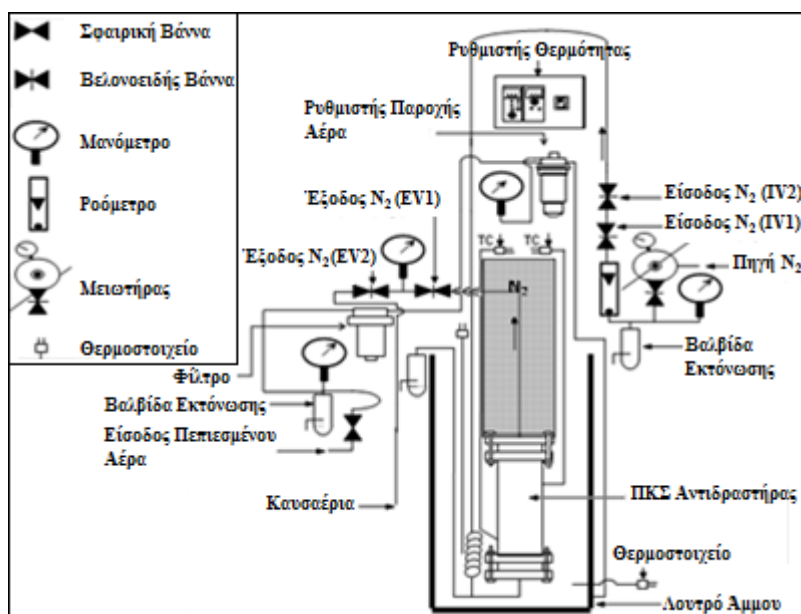 Σφαιρική Βάννα
Βελονοειδής Βάννα
Μανόμετρο
Ροόμετρο
Μειωτήρας
Θερμοστοιχείο
Ρυθμιστής Θερμότητας
Ρυθμιστής Παροχής
Αέρα
Έξοδος N₂ (EV1)
Έξοδος N₂(EV2)
Είσοδος N₂ (IV2)
Είσοδος N₂ (IV1)
Πηγή N₂
TC
TC
N₂
Βαλβίδα
Εκτόνωσης
Φίλτρο
Βαλβίδα Εκτόνωσης
Είσοδος Πεπιεσμένου
Αέρα
Καυσαέρια
ΠΚΣ Αντιδραστήρας
Θερμοστοιχείο
Λουτρό Άμμου